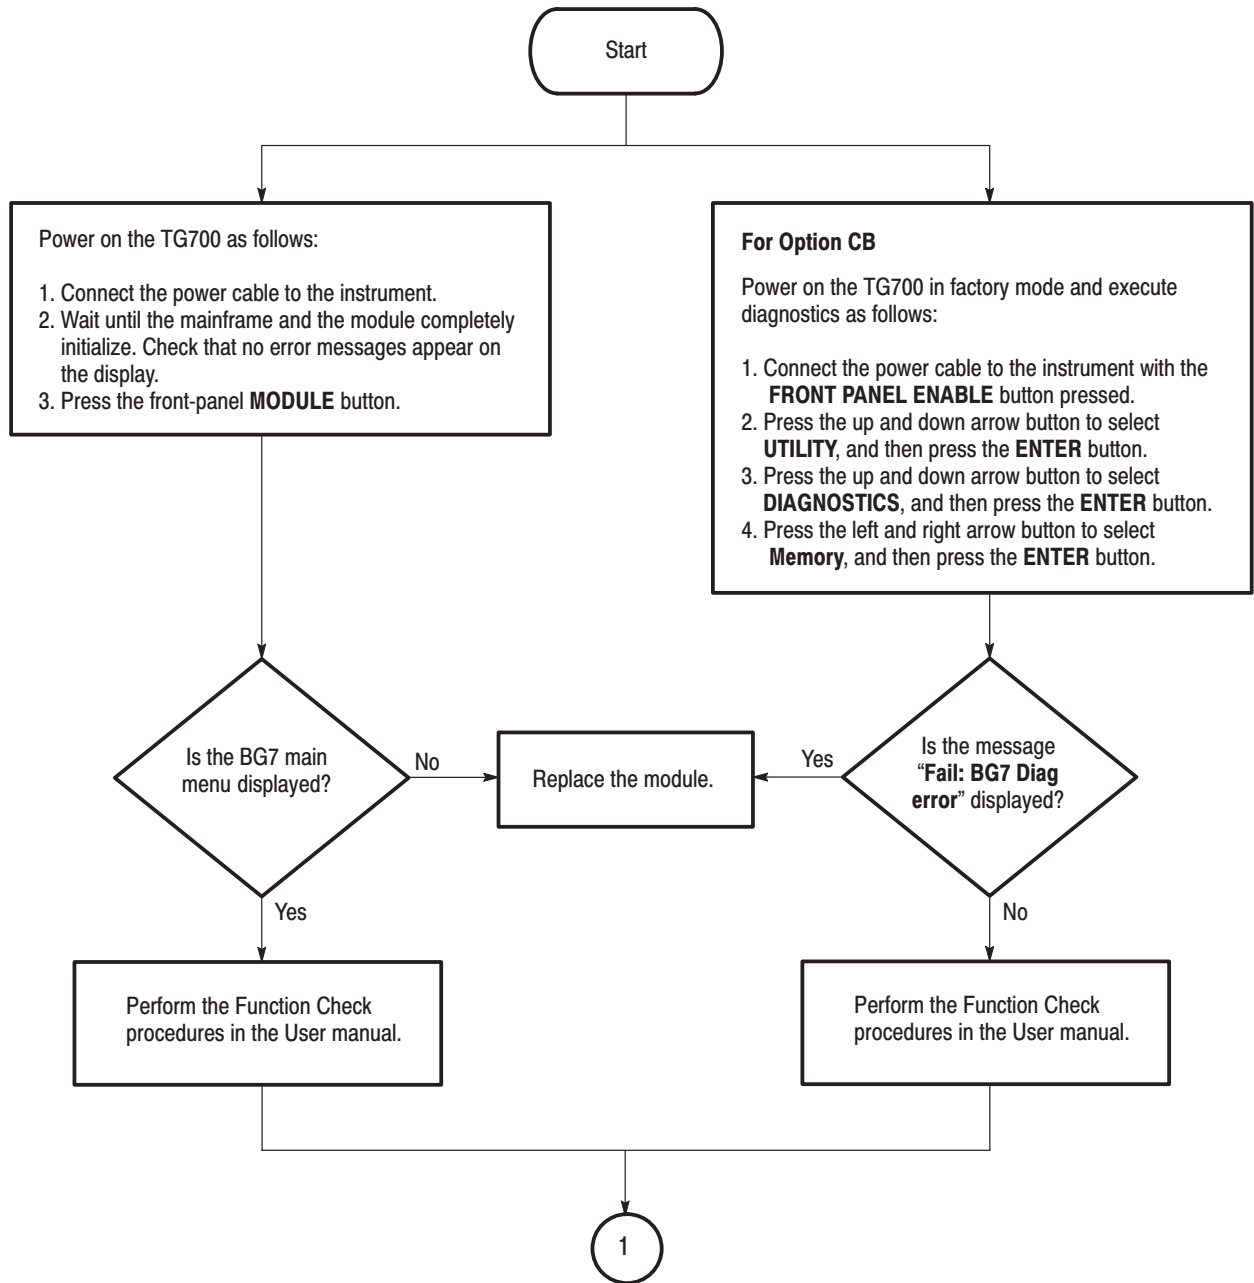 Start
Power on the TG700 as follows:
1. Connect the power cable to the instrument.
2. Wait until the mainframe and the module completely
initialize. Check that no error messages appear on
the display.
3. Press the front-panel MODULE button.
For Option CB
Power on the TG700 in factory mode and execute
diagnostics as follows:
1. Connect the power cable to the instrument with the
FRONT PANEL ENABLE button pressed.
2. Press the up and down arrow button to select
UTILITY, and then press the ENTER button.
3. Press the up and down arrow button to select
DIAGNOSTICS, and then press the ENTER button.
4. Press the left and right arrow button to select
Memory, and then press the ENTER button.
Is the BG7 main
menu displayed?
No
Replace the module.
Yes
Is the message
“Fail: BG7 Diag
error” displayed?
Yes
No
Perform the Function Check
procedures in the User manual.
Perform the Function Check
procedures in the User manual.
1